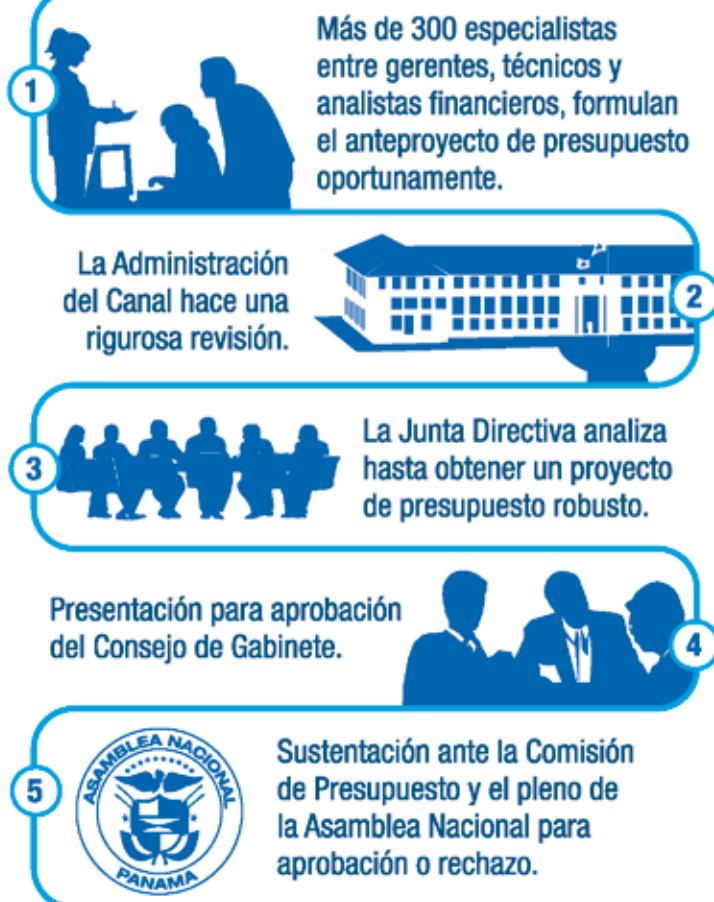 1
Más de 300 especialistas
entre gerentes, técnicos y
analistas financieros, formulan
el anteproyecto de presupuesto
oportunamente.
La Administración
del Canal hace una
rigurosa revisión.
2
3
La Junta Directiva analiza
hasta obtener un proyecto
de presupuesto robusto.
Presentación para aprobación
del Consejo de Gabinete.
4
5
ASAMBLEA NACIONAL
PANAMA
Sustentación ante la Comisión
de Presupuesto y el pleno de
la Asamblea Nacional para
aprobación o rechazo.